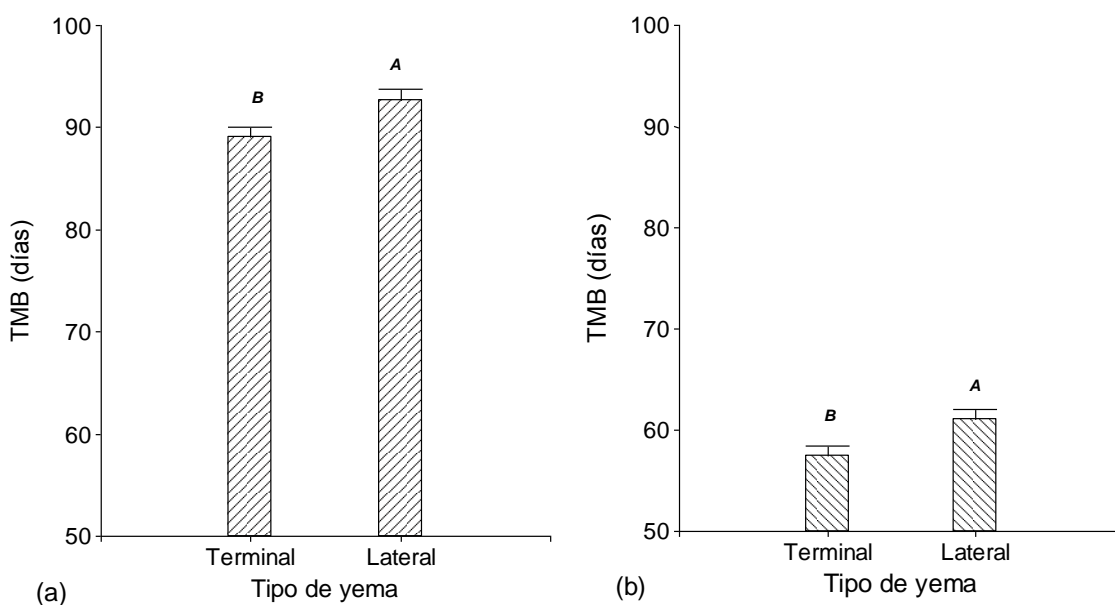 100
90
80
70
60
50
TMB (días)
B
A
Terminal
Lateral
Tipo de yema
(a)
100
90
80
70
60
50
TMB (días)
B
A
Terminal
Lateral
Tipo de yema
(b)